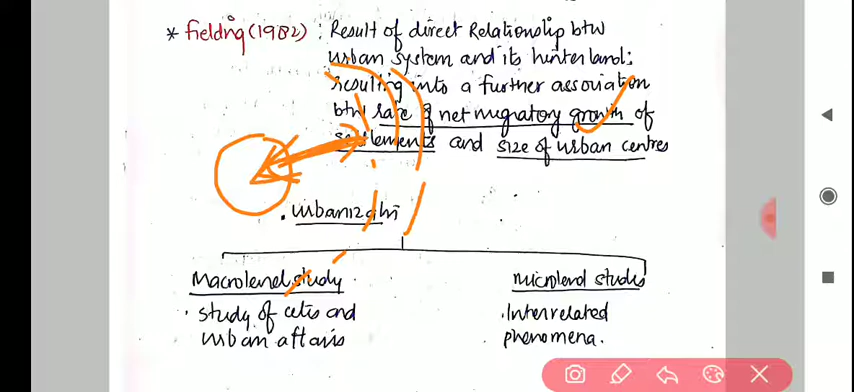 * Fielding (1982) : Result of direct Relationship btw
urban system and its hinterland:
resulting into a further association
btw rate of net migratory growth of
settlements and size of urban centres
. urbanizatn
Macrolevel study
Microlevel studies
. study of cities and
urban affairs
. Interrelated
phenomena.